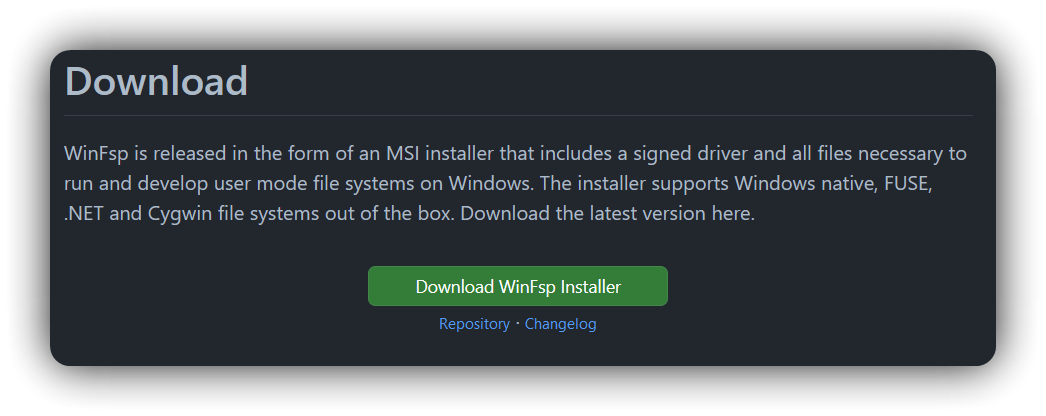 Download
WinFsp is released in the form of an MSI installer that includes a signed driver and all files necessary to
run and develop user mode file systems on Windows. The installer supports Windows native, FUSE,
.NET and Cygwin file systems out of the box. Download the latest version here.
Download WinFsp Installer
Repository · Changelog